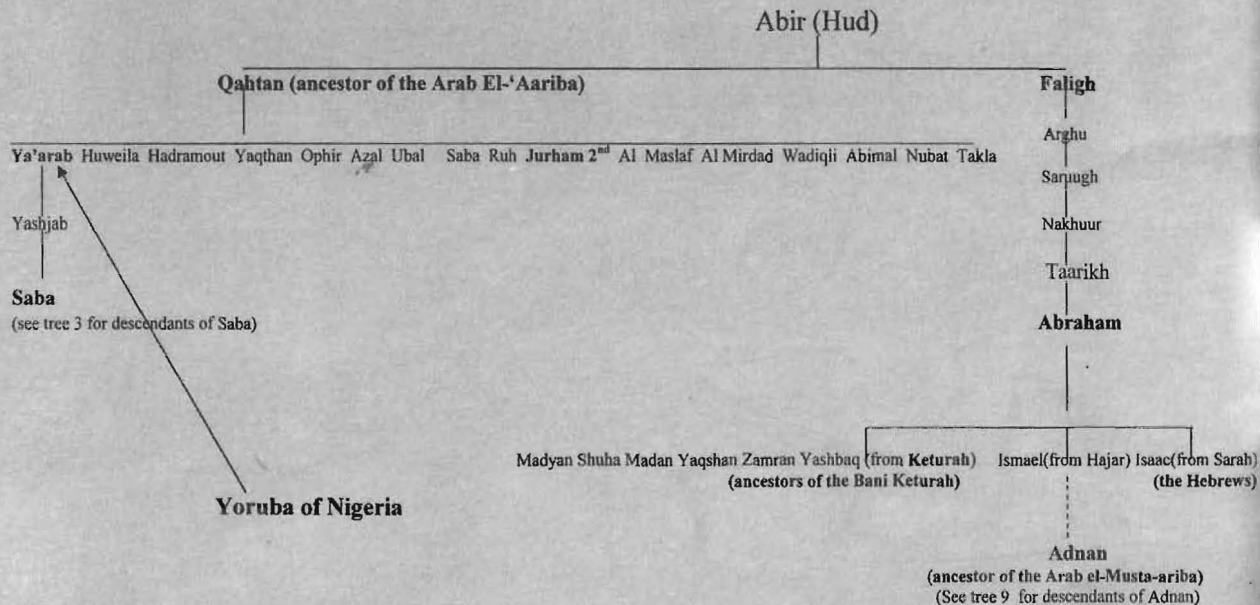 Abir (Hud)
Qahtan (ancestor of the Arab El-‘Aariba)
Faligh
Arghu
Ya'arab Huweila Hadramout Yaqthan Ophir Azal Ubal Saba Ruh Jurham 2nd Al Maslaf Al Mirdad Wadiqli Abimal Nubat Takla
Saruugh
Yashjab
Nakhuur
Taarikh
Saba
(see tree 3 for descendants of Saba)
Abraham
Madyan Shuha Madan Yaqshan Zamran Yashbaq (from Keturah) Ismael(from Hajar) Isaac(from Sarah)
(ancestors of the Bani Keturah)
(the Hebrews)
Yoruba of Nigeria
Adnan
(ancestor of the Arab el-Musta-ariba)
(See tree 9 for descendants of Adnan)